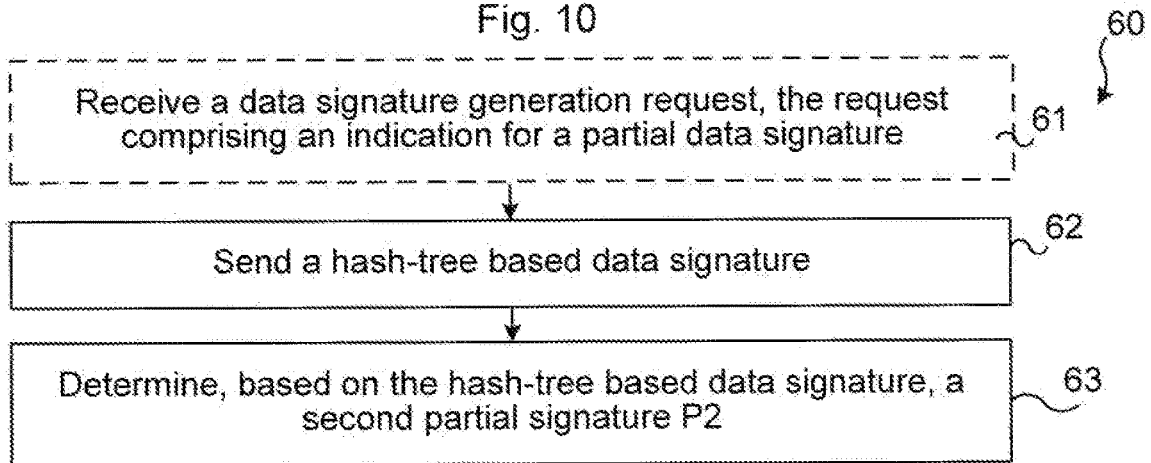 Fig. 10
60
Receive a data signature generation request, the request
comprising an indication for a partial data signature
61
62
Send a hash-tree based data signature
Determine, based on the hash-tree based data signature, a
second partial signature P2
63